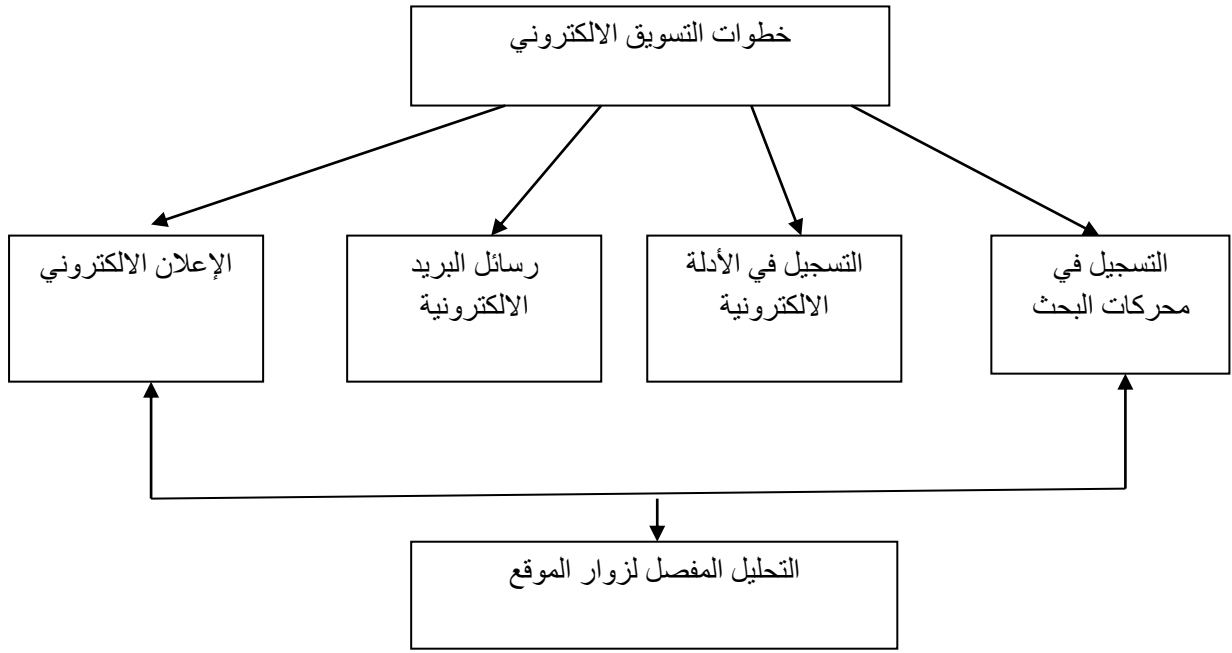 خطوات التسويق الالكتروني
التسجيل في
محركات البحث
التسجيل في الأدلة
الالكترونية
رسائل البريد
الالكترونية
الإعلان الالكتروني
التحليل المفصل لزوار الموقع